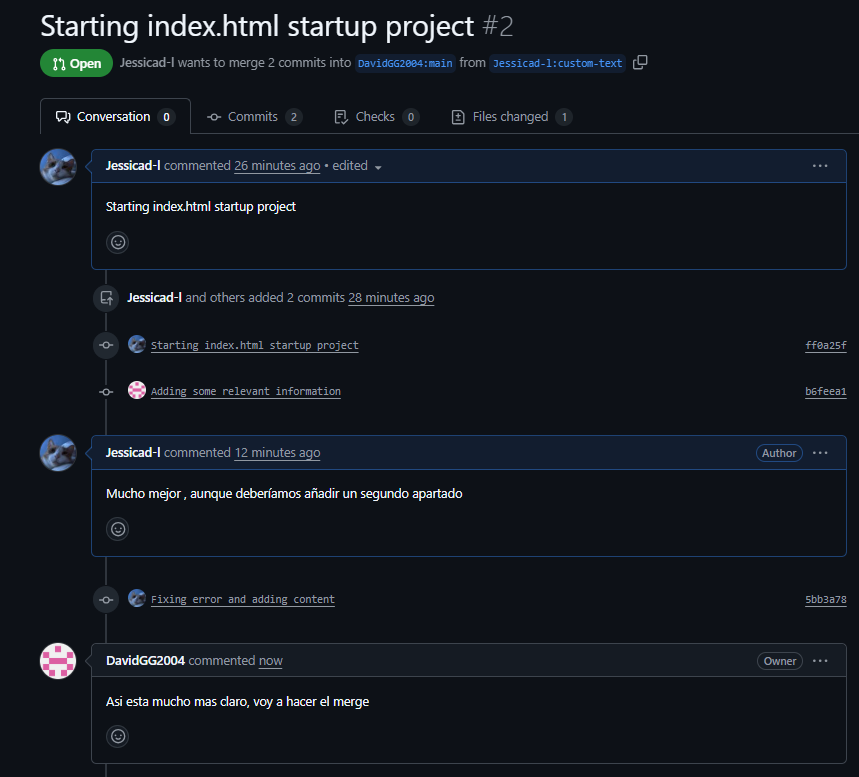 Starting index.html startup project #2
Open Jessicad-l wants to merge 2 commits into DavidGG2004:main from Jessicad-l:custom-text
Conversation 0 Commits 2 Checks 0 Files changed 1
Jessicad-l commented 26 minutes ago • edited
Starting index.html startup project
Jessicad-l and others added 2 commits 28 minutes ago
Starting index.html startup project ff0a25f
Adding some relevant information b6feea1
Jessicad-l commented 12 minutes ago Author
Mucho mejor , aunque deberíamos añadir un segundo apartado
Fixing error and adding content 5bb3a78
DavidGG2004 commented now Owner
Asi esta mucho mas claro, voy a hacer el merge